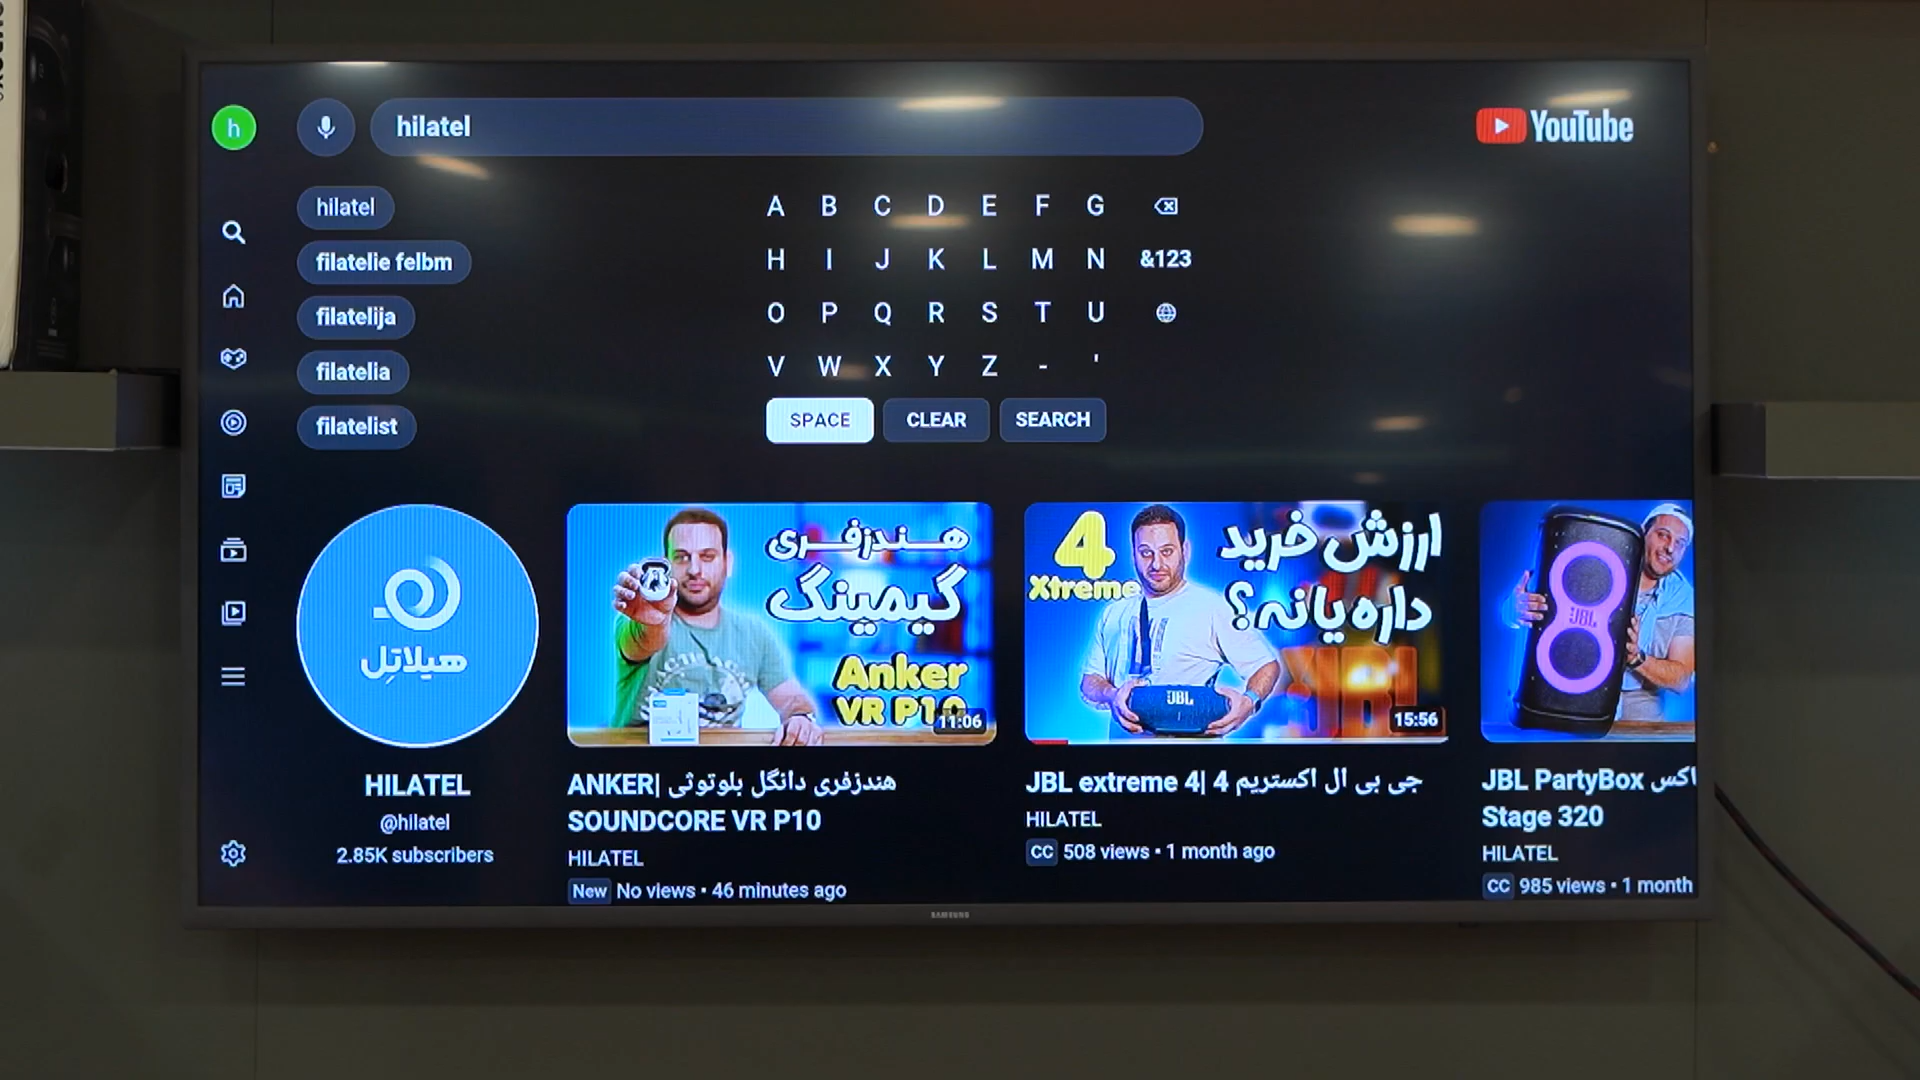 h
hilatel
YouTube
hilatel
filatelie felbm
filatelija
filatelia
filatelist
A B C D E F G
H I J K L M N &123
O P Q R S T U
V W X Y Z - '
SPACE CLEAR SEARCH
هیلاتِل
HILATEL
@hilatel
2.85K subscribers
هندزفری
گیمینگ
Anker
VR P10
11:06
ANKER| هندزفری دانگل بلوتوثی
SOUNDCORE VR P10
HILATEL
New No views • 46 minutes ago
4
Xtreme
ارزش خرید
داره یا نه؟
JBL
JBL
15:56
JBL extreme 4| جی بی ال اکستریم 4
HILATEL
CC 508 views • 1 month ago
JBL
JBL PartyBox
Stage 320
HILATEL
CC 985 views • 1 month
SAMSUNG